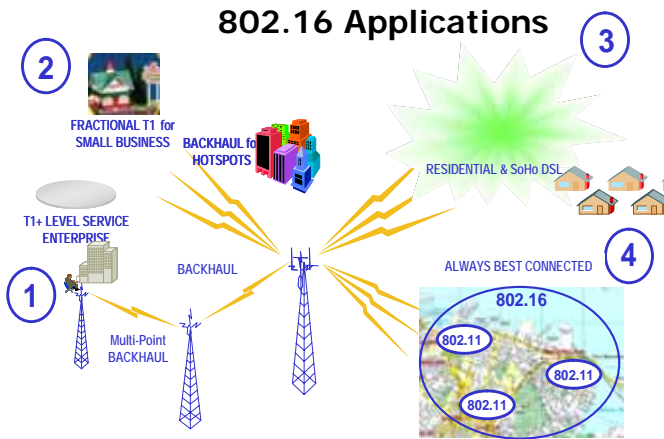 802.16 Applications
3
2
FRACTIONAL T1 for
SMALL BUSINESS
BACKHAUL fo
HOTSPOTS
RESIDENTIAL & SoHo DSL
T1+ LEVEL SERVICE
ENTERPRISE
BACKHAUL
ALWAYS BEST CONNECTED
4
1
802.16
802.11
802.11
802.11
Multi-Point
BACKHAUL